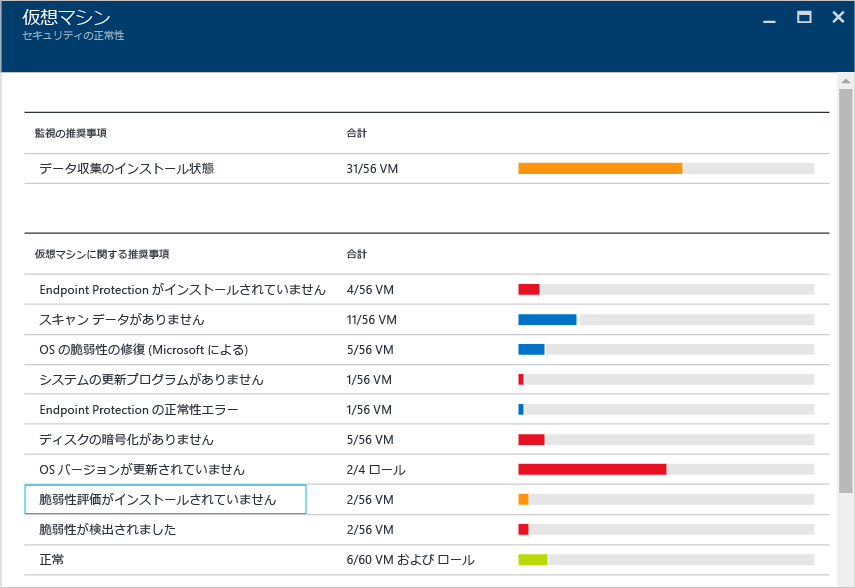 仮想マシン
セキュリティの正常性
監視の推奨事項 合計
データ収集のインストール状態 31/56 VM
仮想マシンに関する推奨事項 合計
Endpoint Protection がインストールされていません 4/56 VM
スキャン データがありません 11/56 VM
OS の脆弱性の修復 (Microsoft による) 5/56 VM
システムの更新プログラムがありません 1/56 VM
Endpoint Protection の正常性エラー 1/56 VM
ディスクの暗号化がありません 5/56 VM
OS バージョンが更新されていません 2/4 ロール
脆弱性評価がインストールされていません 2/56 VM
脆弱性が検出されました 2/56 VM
正常 6/60 VM および ロール